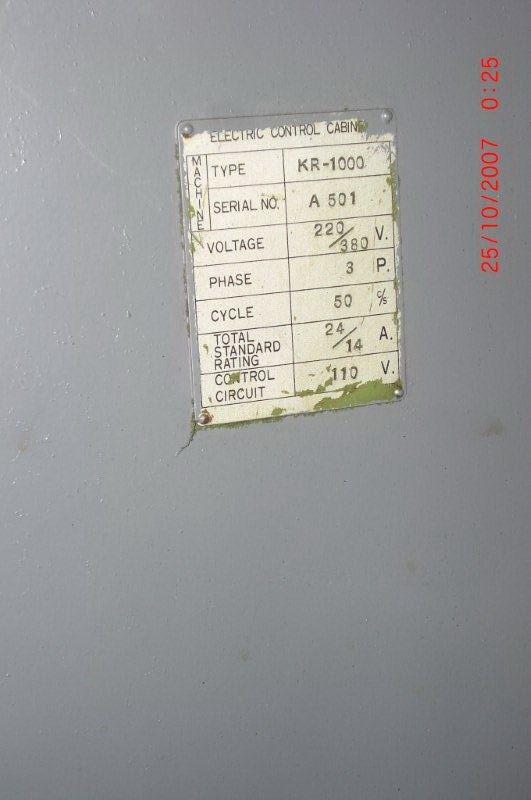 ELECTRIC CONTROL CABINE
MACHINE
TYPE KR-1000
SERIAL NO. A 501
VOLTAGE 220/380 V.
PHASE 3 P.
CYCLE 50 c/s
TOTAL STANDARD RATING 24/14 A.
CONTROL CIRCUIT ~ 110 V.
25/10/2007 0:25